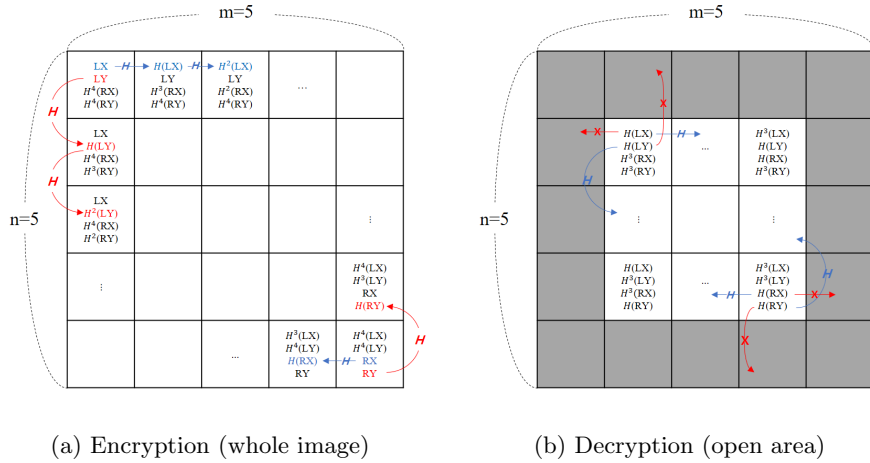 m=5
n=5
LX H H(LX) H H²(LX)
LY LY LY
H⁴(RX) H³(RX) H²(RX) ...
H⁴(RY) H⁴(RY) H⁴(RY)
H
LX
H(LY)
H⁴(RX)
H³(RY)
H
LX
H²(LY)
H⁴(RX)
H²(RY)
⋮
⋮
H⁴(LX)
H³(LY)
RX
H(RY)
H
...
H³(LX) H⁴(LX)
H⁴(LY) H⁴(LY)
H(RX) H RX
RY RY
(a) Encryption (whole image)
m=5
n=5
X
X H(LX) H H³(LX)
H(LY) ... H(LY)
H³(RX) H(RX)
H³(RY) H³(RY)
H
⋮
⋮
H(LX) H³(LX)
H³(LY) ... H³(LY)
H³(RX) H H(RX) X
H(RY) H(RY)
H
X
(b) Decryption (open area)